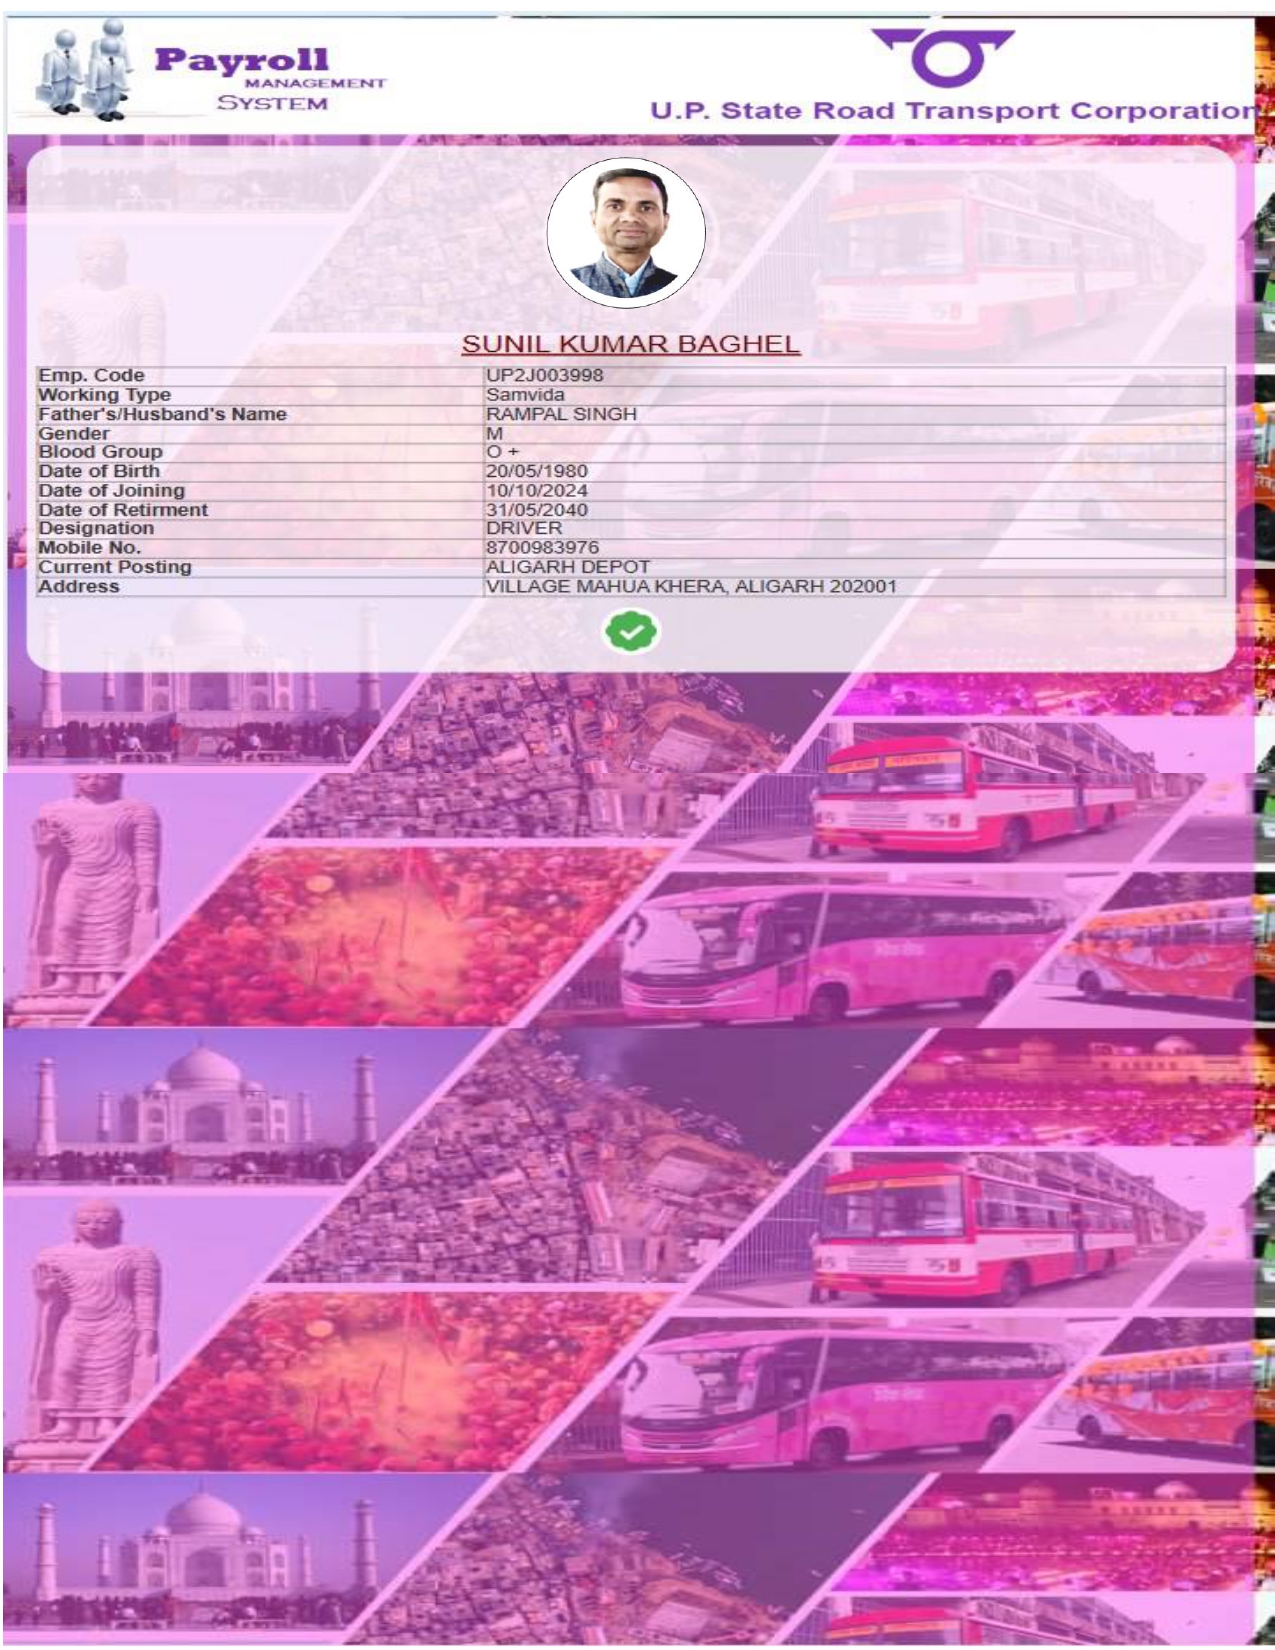 Payroll
MANAGEMENT
SYSTEM
U.P. State Road Transport Corporation
SUNIL KUMAR BAGHEL
Emp. Code UP2J003998
Working Type Samvida
Father's/Husband's Name RAMPAL SINGH
Gender M
Blood Group O +
Date of Birth 20/05/1980
Date of Joining 10/10/2024
Date of Retirment 31/05/2040
Designation DRIVER
Mobile No. 8700983976
Current Posting ALIGARH DEPOT
Address VILLAGE MAHUA KHERA, ALIGARH 202001